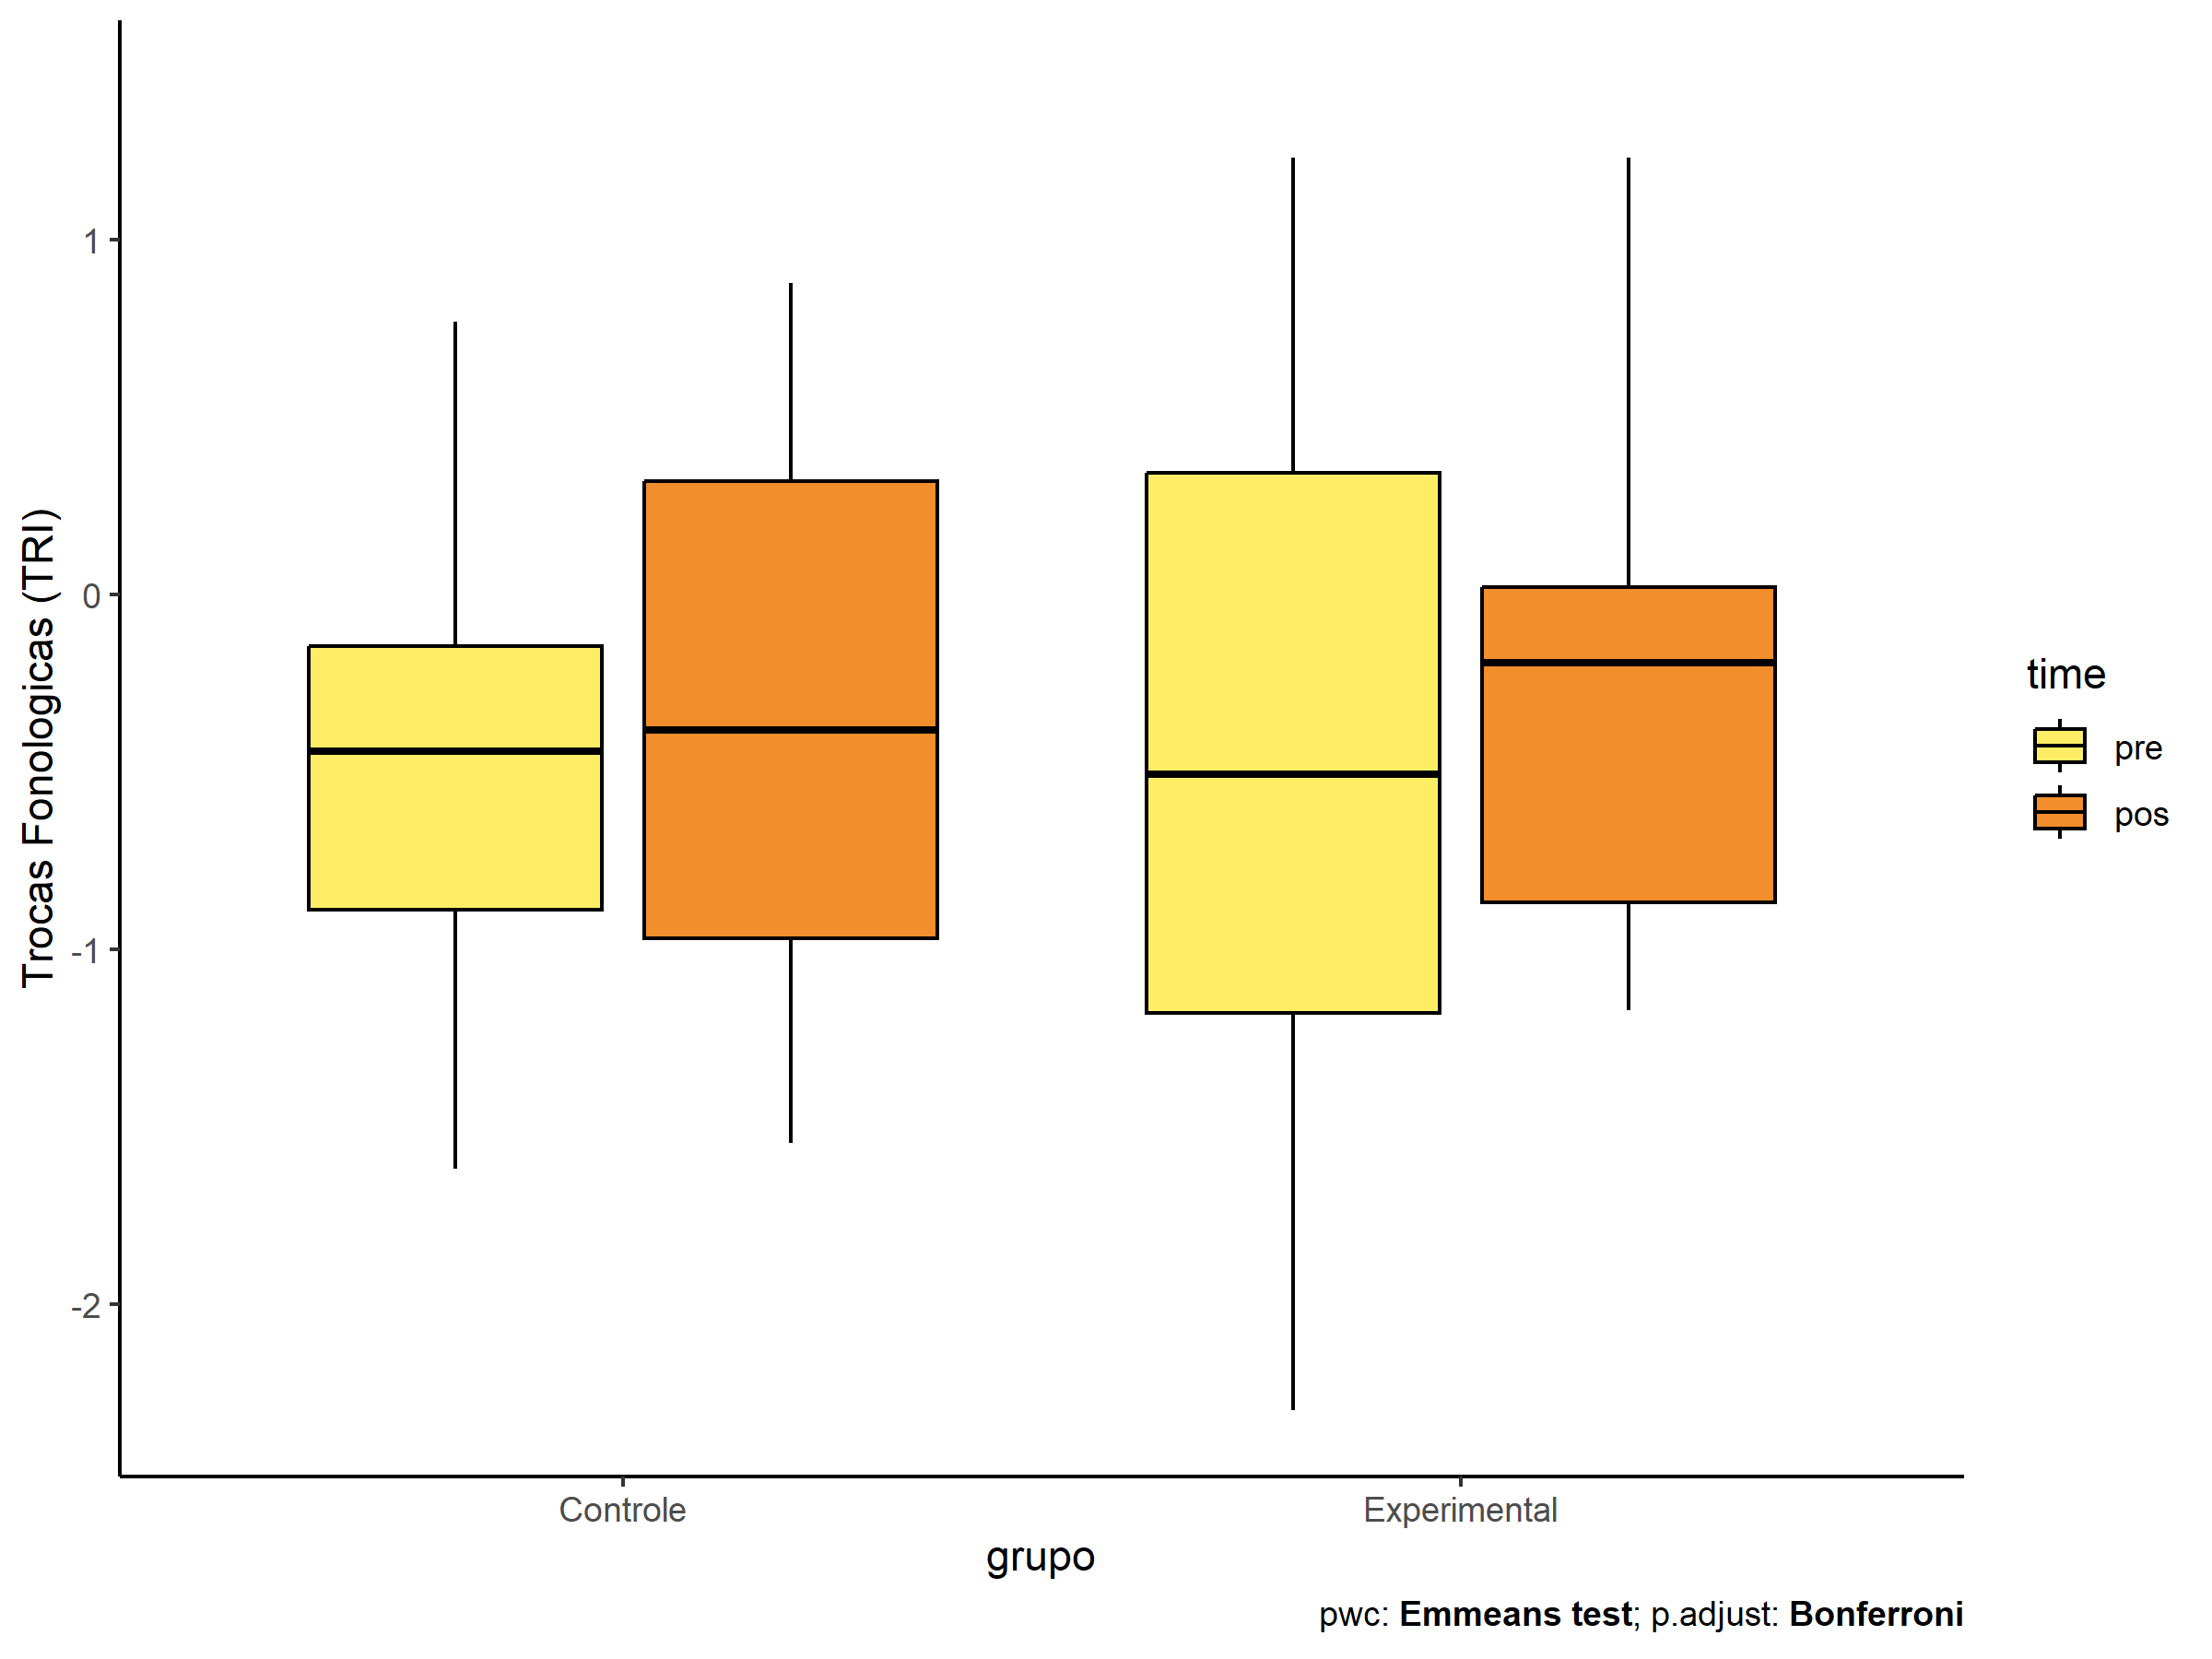 Trocas Fonologicas (TRI)
1
0
-1
-2
Controle
Experimental
grupo
time
pre
pos
pwc: Emmeans test; p.adjust: Bonferroni